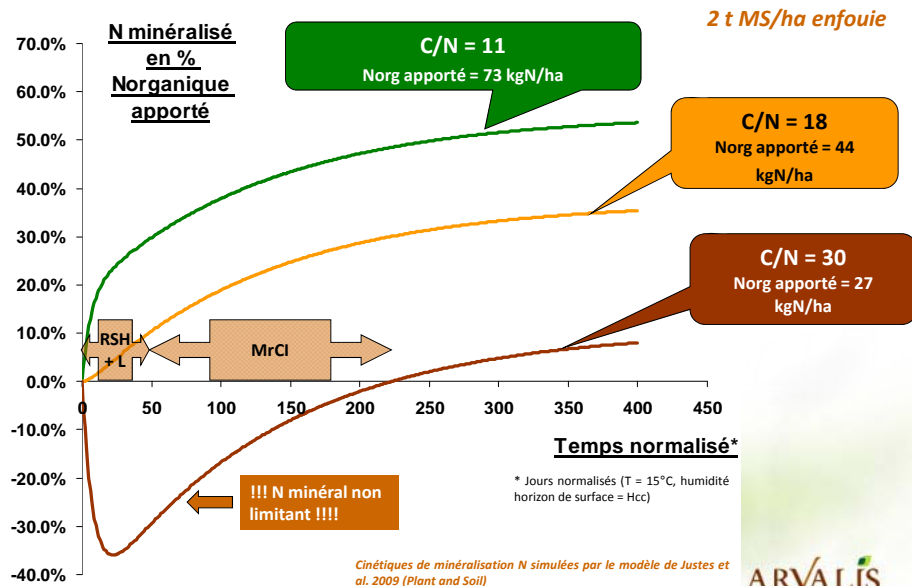 2 t MS/ha enfouie
70.0%
60.0%
50.0%
40.0%
30.0%
20.0%
10.0%
0.0%
-10.0%
-20.0%
-30.0%
-40.0%
N minéralisé
en %
Norganique
apporté
C/N = 11
Norg apporté = 73 kgN/ha
C/N = 18
Norg apporté = 44
kgN/ha
C/N = 30
Norg apporté = 27
kgN/ha
RSH
+ L
MrCI
0 50 100 150 200 250 300 350 400 450
Temps normalisé*
* Jours normalisés (T = 15°C, humidité
horizon de surface = Hcc)
!!! N minéral non
limitant !!!!
Cinétiques de minéralisation N simulées par le modèle de Justes et
al. 2009 (Plant and Soil)
ARVALIS